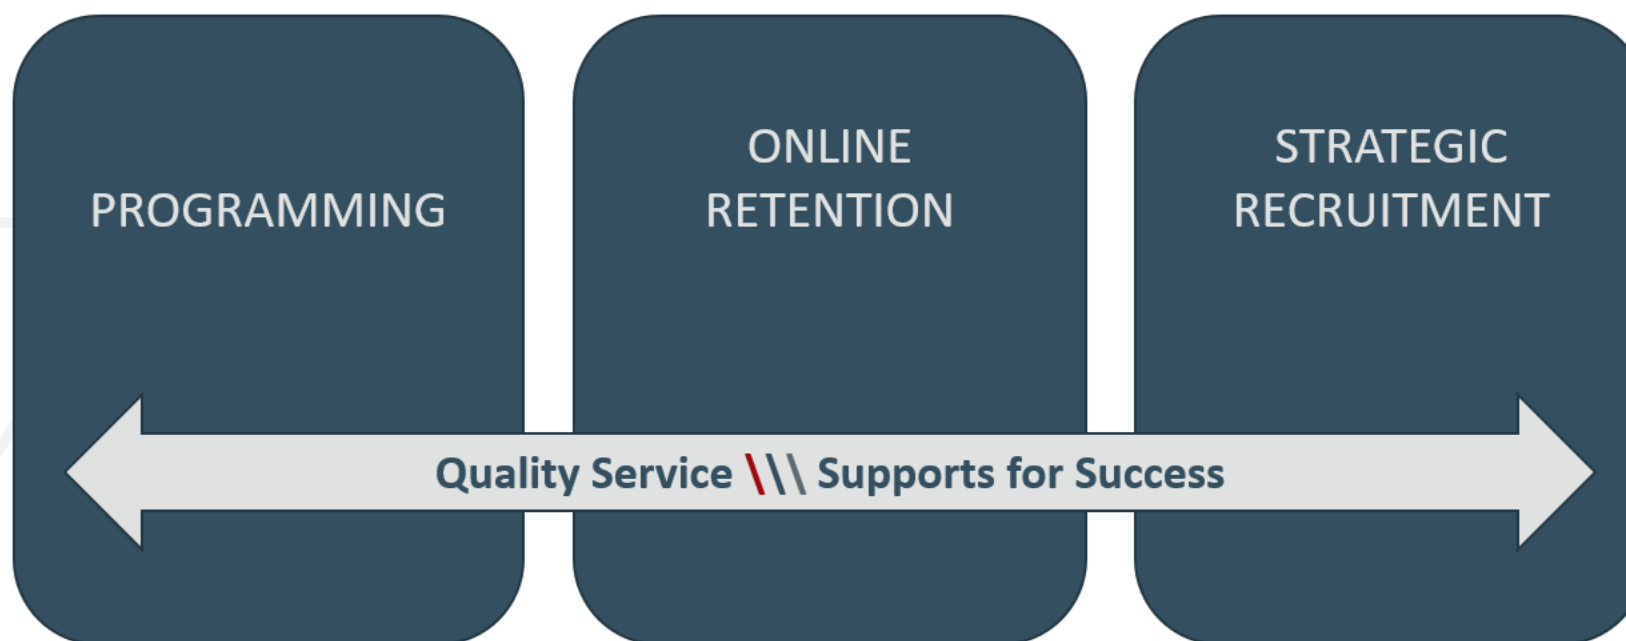 PROGRAMMING
ONLINE
RETENTION
STRATEGIC
RECRUITMENT
Quality Service \\\ Supports for Success